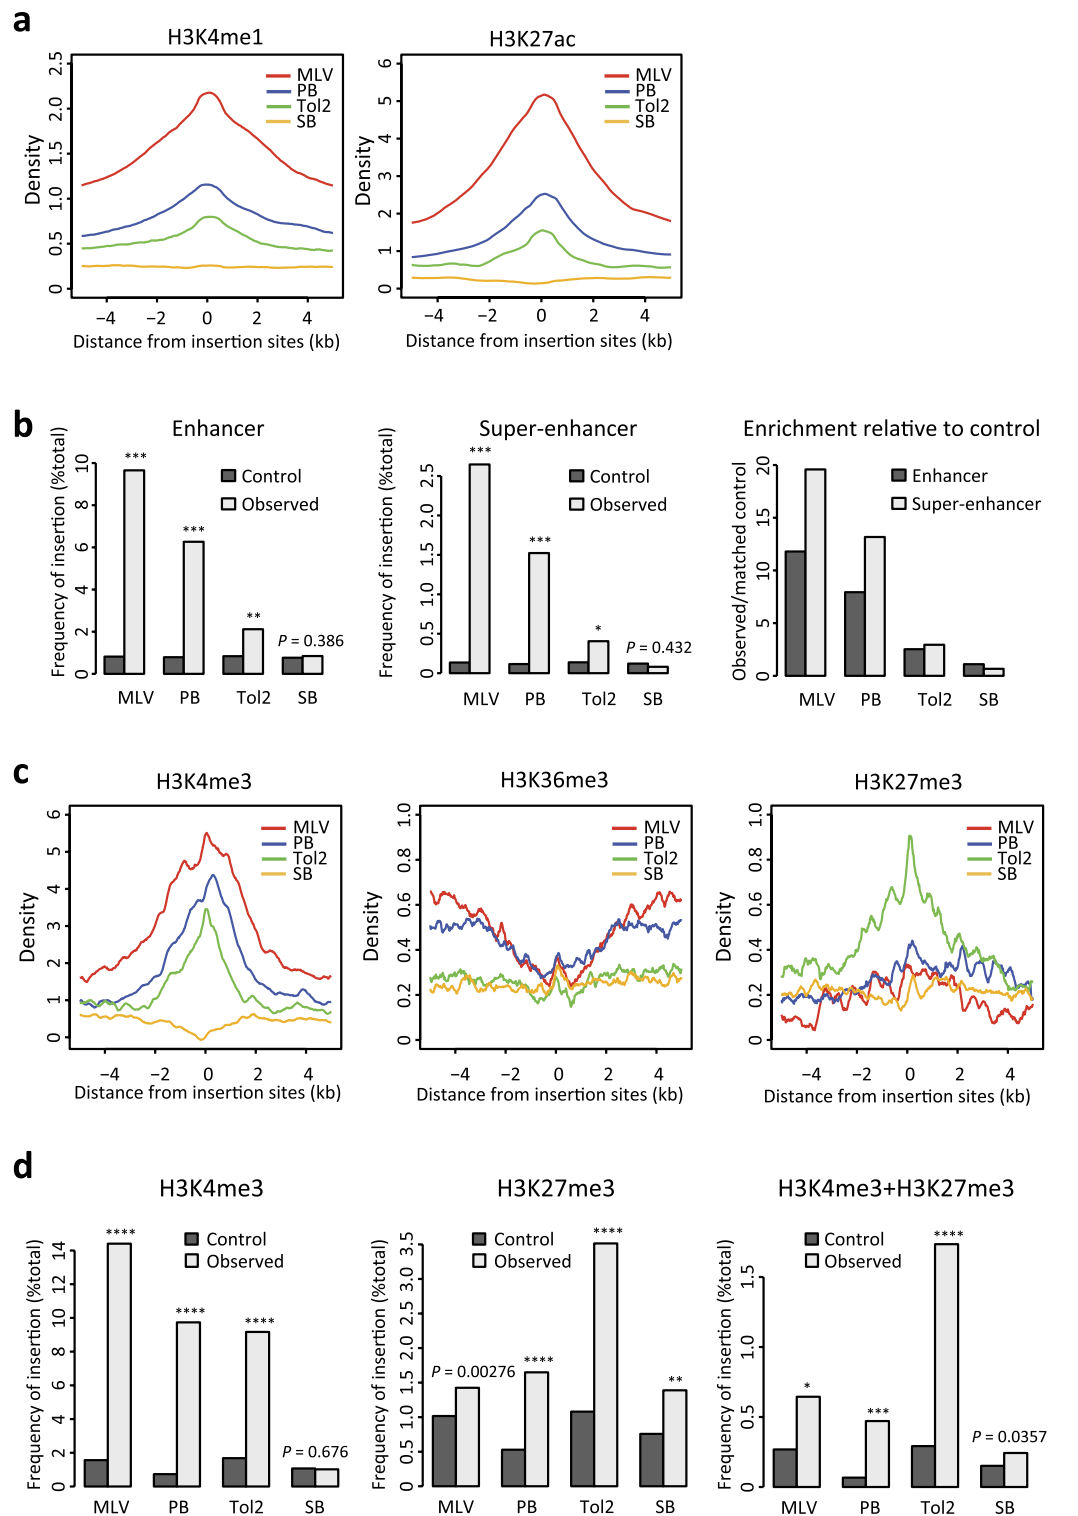 a
H3K4me1
H3K27ac
Density
2.5
2.0
1.5
1.0
0.5
0
MLV
PB
Tol2
SB
−4 −2 0 2 4
Distance from insertion sites (kb)
Density
6
5
4
3
2
1
0
MLV
PB
Tol2
SB
−4 −2 0 2 4
Distance from insertion sites (kb)
b
Enhancer
Frequency of insertion (%total)
10
8
6
4
2
0
Control
Observed
***
***
**
P = 0.386
MLV PB Tol2 SB
Super-enhancer
Frequency of insertion (%total)
2.5
2.0
1.5
1.0
0.5
0
Control
Observed
***
***
*
P = 0.432
MLV PB Tol2 SB
Enrichment relative to control
Observed/matched control
20
15
10
5
0
Enhancer
Super-enhancer
MLV PB Tol2 SB
c
H3K4me3
Density
6
5
4
3
2
1
0
MLV
PB
Tol2
SB
−4 −2 0 2 4
Distance from insertion sites (kb)
H3K36me3
Density
1.0
0.8
0.6
0.4
0.2
0
MLV
PB
Tol2
SB
−4 −2 0 2 4
Distance from insertion sites (kb)
H3K27me3
Density
1.0
0.8
0.6
0.4
0.2
0
MLV
PB
Tol2
SB
−4 −2 0 2 4
Distance from insertion sites (kb)
d
H3K4me3
Frequency of insertion (%total)
14
12
10
8
6
4
2
0
Control
Observed
****
****
****
P = 0.676
MLV PB Tol2 SB
H3K27me3
Frequency of insertion (%total)
3.5
3.0
2.5
2.0
1.5
1.0
0.5
0
Control
Observed
P = 0.00276
****
****
**
MLV PB Tol2 SB
H3K4me3+H3K27me3
Frequency of insertion (%total)
1.5
1.0
0.5
0
Control
Observed
*
***
****
P = 0.0357
MLV PB Tol2 SB